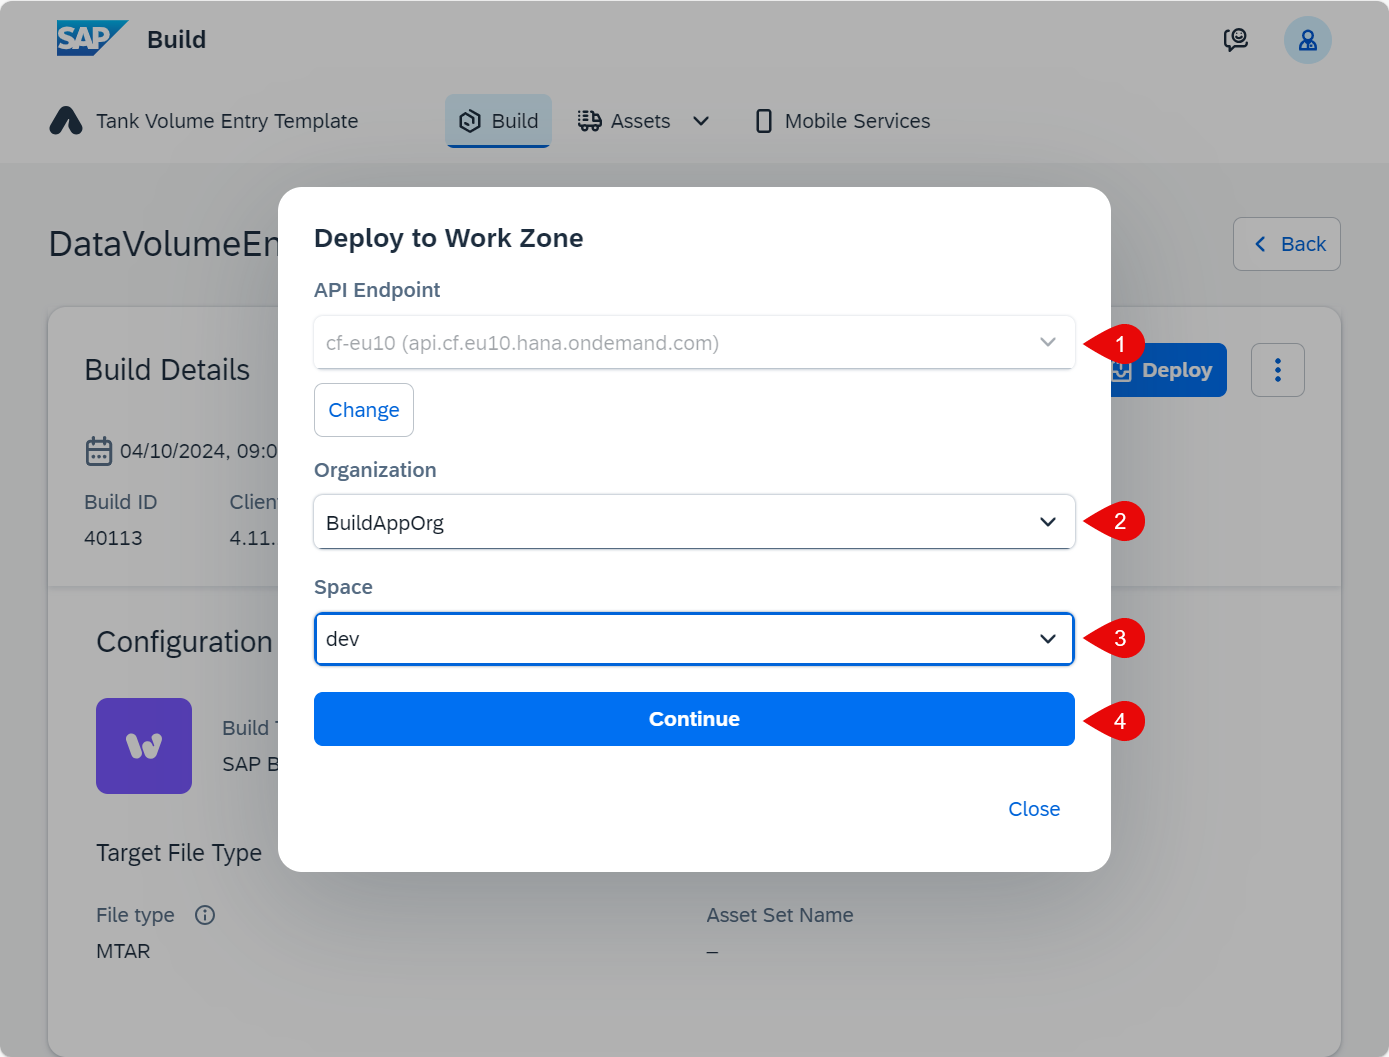 SAP Build
Tank Volume Entry Template Build Assets Mobile Services
Deploy to Work Zone
DataVolumeEn Back
API Endpoint
cf-eu10 (api.cf.eu10.hana.ondemand.com) 1
Build Details Deploy
Change
04/10/2024, 09:0
Organization
Build ID Clien
BuildAppOrg 2
40113 4.11.
Space
dev 3
Configuration
Continue 4
Build
SAP B
Close
Target File Type
File type Asset Set Name
MTAR –